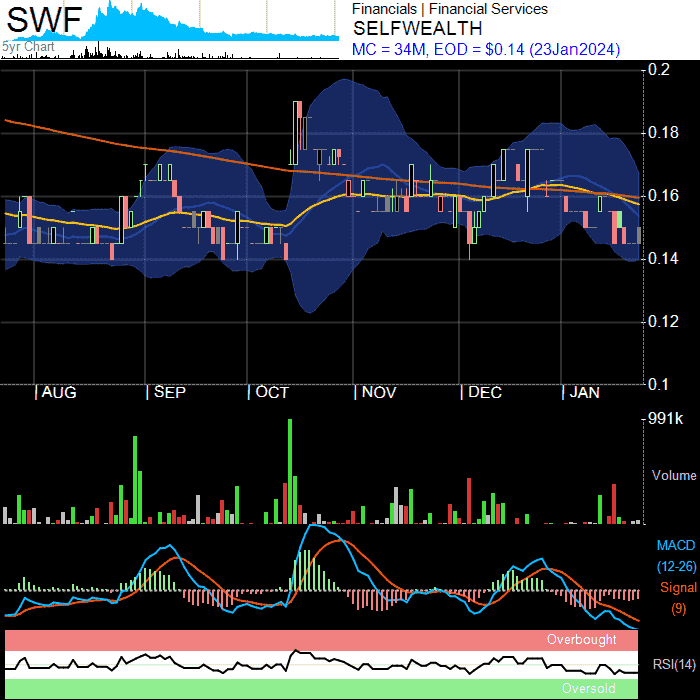 SWF
5yr Chart
Financials | Financial Services
SELFWEALTH
MC = 34M, EOD = $0.14 (23Jan2024)
0.2
0.18
0.16
0.14
0.12
0.1
| AUG | SEP | OCT | NOV | DEC | JAN
991k
Volume
MACD
(12-26)
Signal
(9)
Overbought
RSI(14)
Oversold